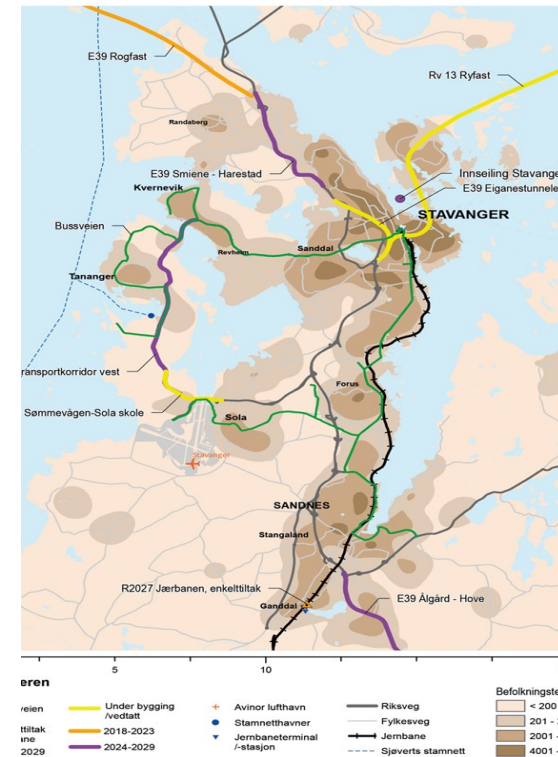 E39 Rogfast
Rv 13 Ryfast
Randaberg
E39 Smiene - Harestad
Kvernevik
Innseiling Stavange
E39 Eiganestunnele
STAVANGER
Bussveien
Revheim
Sanddal
Tananger
ransportkorridor vest
Forus
Sømmevågen-Sola skole
Sola
Stavanger
SANDNES
Stangaland
R2027 Jærbanen, enkelttiltak
Ganddal
E39 Ålgård - Hove
5 10
eren
Befolkningste
veien
Under bygging
/vedtatt
Avinor lufthavn
Riksveg
< 200
Stamnetthavner
Fylkesveg
201 -
ttiltak
2018-2023
Jernbaneterminal
/-stasjon
Jernbane
2001 -
ne
2029
2024-2029
Sjøverts stamnett
4001 -